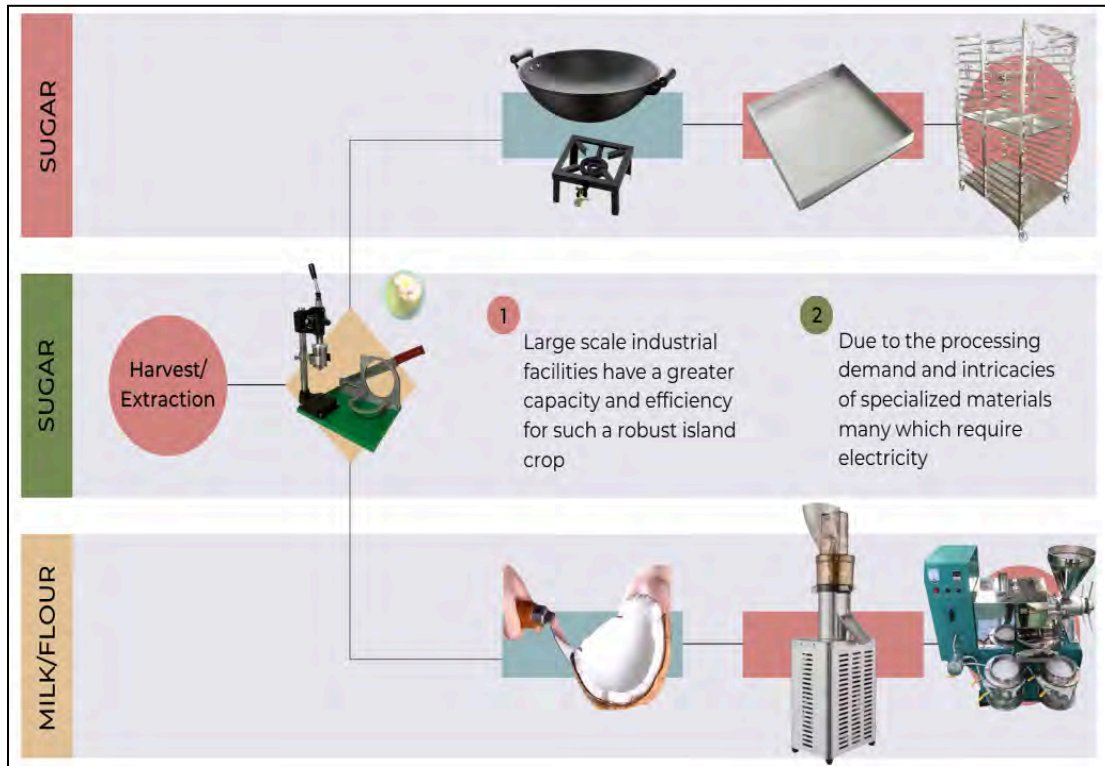 SUGAR
SUGAR
Harvest/
Extraction
1
Large scale industrial
facilities have a greater
capacity and efficiency
for such a robust island
crop
2
Due to the processing
demand and intricacies
of specialized materials
many which require
electricity
MILK/FLOUR